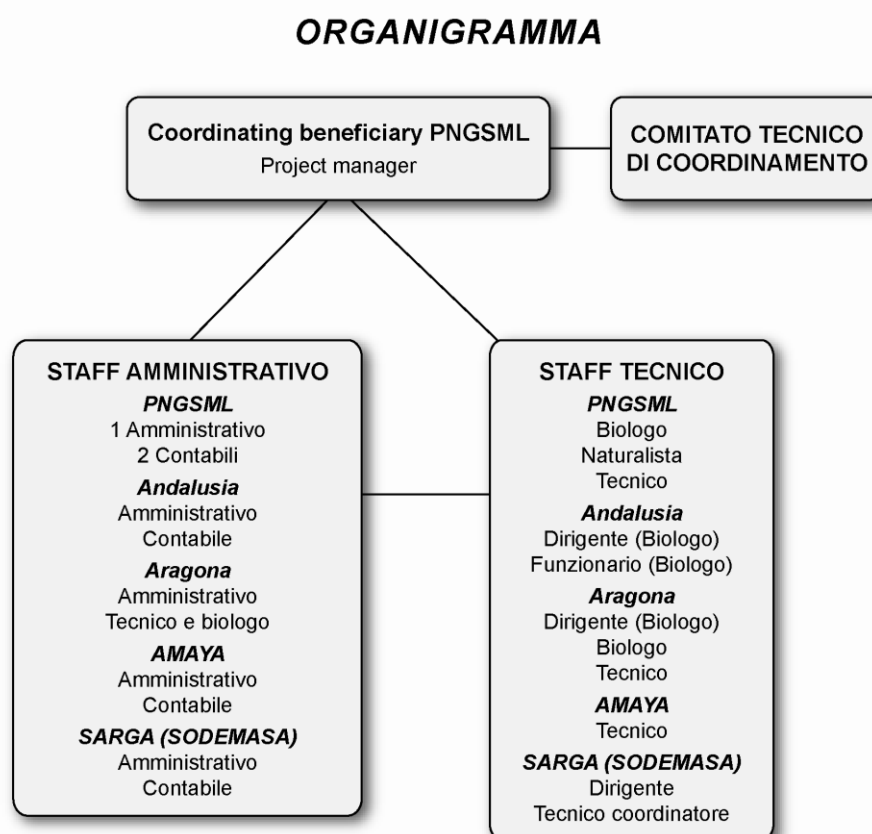 ORGANIGRAMMA
Coordinating beneficiary PNGSML
Project manager
COMITATO TECNICO
DI COORDINAMENTO
STAFF AMMINISTRATIVO
PNGSML
1 Amministrativo
2 Contabili
Andalusia
Amministrativo
Contabile
Aragona
Amministrativo
Tecnico e biologo
AMAYA
Amministrativo
Contabile
SARGA (SODEMASA)
Amministrativo
Contabile
STAFF TECNICO
PNGSML
Biologo
Naturalista
Tecnico
Andalusia
Dirigente (Biologo)
Funzionario (Biologo)
Aragona
Dirigente (Biologo)
Biologo
Tecnico
AMAYA
Tecnico
SARGA (SODEMASA)
Dirigente
Tecnico coordinatore